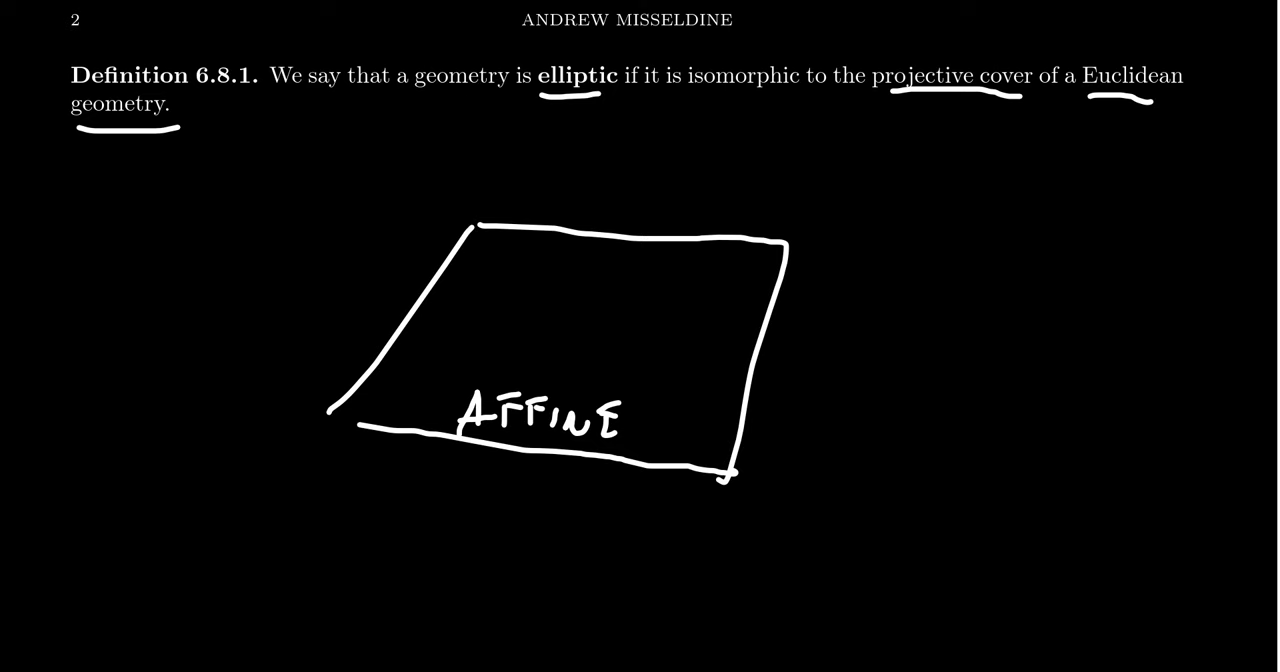 2
ANDREW MISSELDINE
Definition 6.8.1. We say that a geometry is elliptic if it is isomorphic to the projective cover of a Euclidean
geometry.
AFFINE